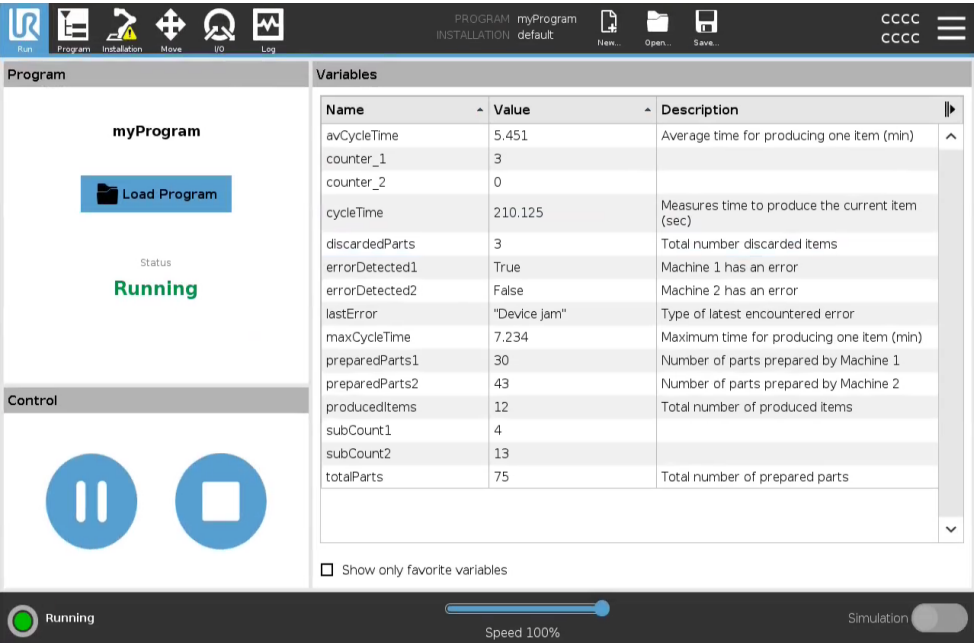 UR
Run
Program
Installation
Move
I/O
Log
PROGRAM myProgram
INSTALLATION default
New...
Open...
Save...
CCCC
CCCC
Program
myProgram
Load Program
Status
Running
Control
Variables
Name Value Description
avCycleTime 5.451 Average time for producing one item (min)
counter_1 3
counter_2 0
cycleTime 210.125 Measures time to produce the current item
(sec)
discardedParts 3 Total number discarded items
errorDetected1 True Machine 1 has an error
errorDetected2 False Machine 2 has an error
lastError "Device jam" Type of latest encountered error
maxCycleTime 7.234 Maximum time for producing one item (min)
preparedParts1 30 Number of parts prepared by Machine 1
preparedParts2 43 Number of parts prepared by Machine 2
producedItems 12 Total number of produced items
subCount1 4
subCount2 13
totalParts 75 Total number of prepared parts
Show only favorite variables
Running
Speed 100%
Simulation